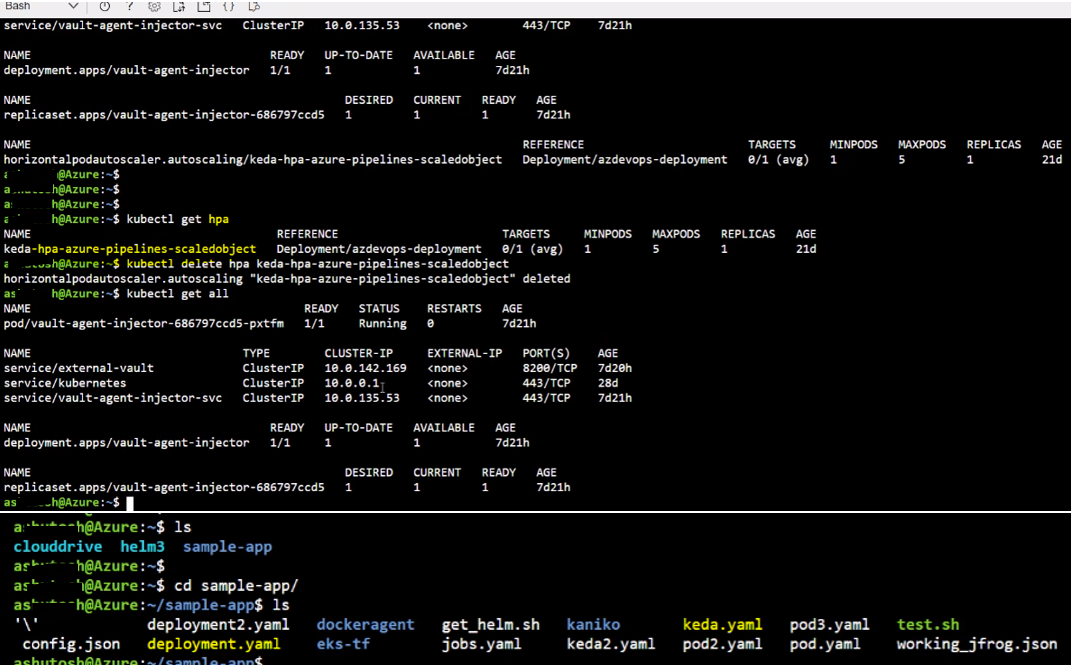 Bash
service/vault-agent-injector-svc ClusterIP 10.0.135.53 <none> 443/TCP 7d21h
NAME READY UP-TO-DATE AVAILABLE AGE
deployment.apps/vault-agent-injector 1/1 1 1 7d21h
NAME DESIRED CURRENT READY AGE
replicaset.apps/vault-agent-injector-686797ccd5 1 1 1 7d21h
NAME REFERENCE TARGETS MINPODS MAXPODS REPLICAS AGE
horizontalpodautoscaler.autoscaling/keda-hpa-azure-pipelines-scaledobject Deployment/azdevops-deployment 0/1 (avg) 1 5 1 21d
@Azure:~$
h@Azure:~$
h@Azure:~$
h@Azure:~$ kubectl get hpa
NAME REFERENCE TARGETS MINPODS MAXPODS REPLICAS AGE
keda-hpa-azure-pipelines-scaledobject Deployment/azdevops-deployment 0/1 (avg) 1 5 1 21d
h@Azure:~$ kubectl delete hpa keda-hpa-azure-pipelines-scaledobject
horizontalpodautoscaler.autoscaling "keda-hpa-azure-pipelines-scaledobject" deleted
h@Azure:~$ kubectl get all
NAME READY STATUS RESTARTS AGE
pod/vault-agent-injector-686797ccd5-pxtfm 1/1 Running 0 7d21h
NAME TYPE CLUSTER-IP EXTERNAL-IP PORT(S) AGE
service/external-vault ClusterIP 10.0.142.169 <none> 8200/TCP 7d20h
service/kubernetes ClusterIP 10.0.0.1 <none> 443/TCP 28d
service/vault-agent-injector-svc ClusterIP 10.0.135.53 <none> 443/TCP 7d21h
NAME READY UP-TO-DATE AVAILABLE AGE
deployment.apps/vault-agent-injector 1/1 1 1 7d21h
NAME DESIRED CURRENT READY AGE
replicaset.apps/vault-agent-injector-686797ccd5 1 1 1 7d21h
h@Azure:~$
h@Azure:~$ ls
clouddrive helm3 sample-app
h@Azure:~$
h@Azure:~$ cd sample-app/
h@Azure:~/sample-app$ ls
'\' deployment2.yaml dockeragent get_helm.sh kaniko keda.yaml pod3.yaml test.sh
config.json deployment.yaml eks-tf jobs.yaml keda2.yaml pod2.yaml pod.yaml working_jfrog.json
h@Azure:~/sample-app$